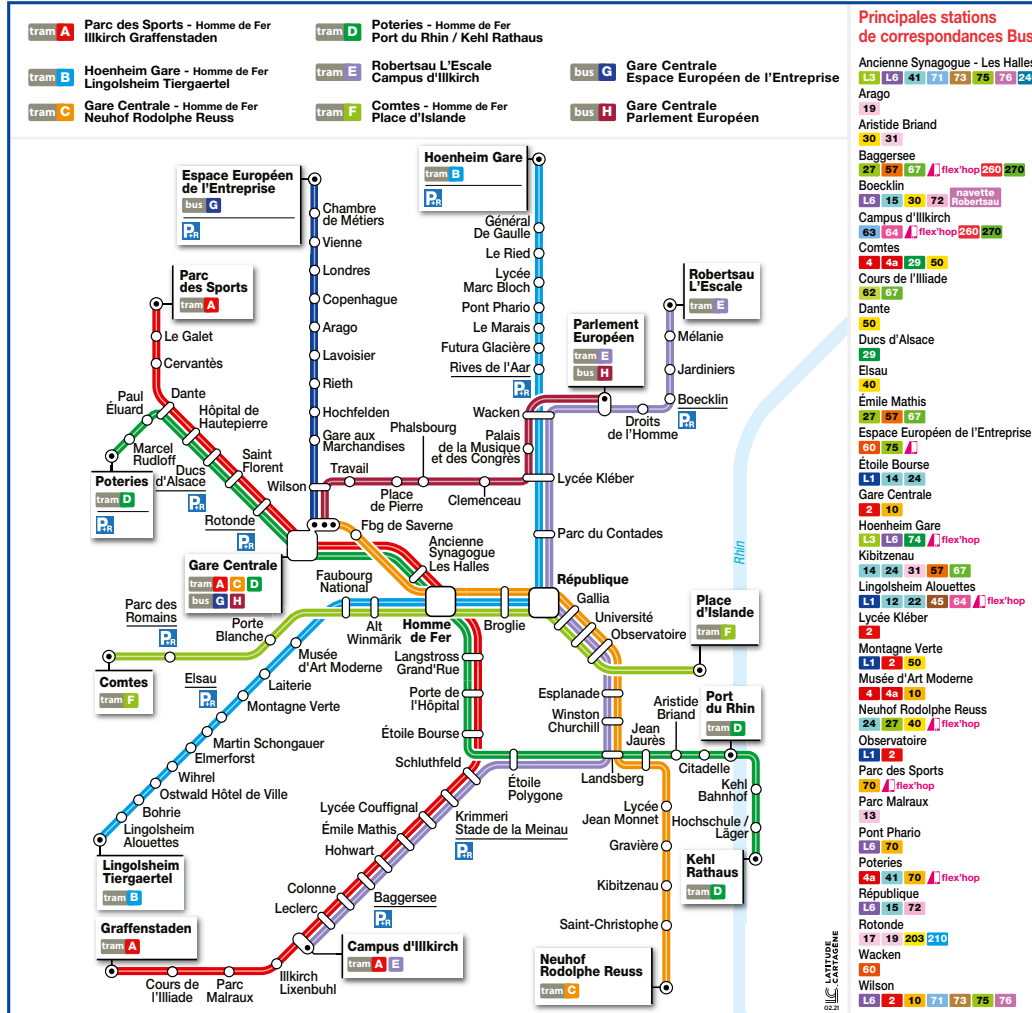 tram A Parc des Sports - Homme de Fer
Illkirch Graffenstaden
tram B Hoenheim Gare - Homme de Fer
Lingolsheim Tiergaertel
tram C Gare Centrale - Homme de Fer
Neuhof Rodolphe Reuss
tram D Poteries - Homme de Fer
Port du Rhin / Kehl Rathaus
tram E Robertsau L'Escale
Campus d'Illkirch
tram F Comtes - Homme de Fer
Place d'Islande
bus G Gare Centrale
Espace Européen de l'Entreprise
bus H Gare Centrale
Parlement Européen
Espace Européen
de l'Entreprise
bus G
P+R
Chambre
de Métiers
Vienne
Londres
Copenhague
Arago
Lavoisier
Rieth
Hochfelden
Gare aux
Marchandises
Wilson
Hoenheim Gare
tram B
P+R
Général
De Gaulle
Le Ried
Lycée
Marc Bloch
Pont Phario
Le Marais
Futura Glacière
Rives de l'Aar
P+R
Parc
des Sports
tram A
Le Galet
Cervantès
Dante
Paul
Éluard
Marcel
Rudloff
Poteries
tram D
P+R
Hôpital de
Hautepierre
Ducs
d'Alsace
P+R
Saint
Florent
Rotonde
P+R
Gare Centrale
tram A C D
bus G H
Robertsau
L'Escale
tram E
Mélanie
Jardiniers
Boecklin
P+R
Droits
de l'Homme
Parlement
Européen
tram E
bus H
Wacken
Palais
de la Musique
et des Congrès
Phalsbourg
Travail
Place
de Pierre
Clemenceau
Lycée Kléber
Parc du Contades
Fbg de Saverne
Ancienne
Synagogue
Les Halles
Faubourg
National
République
Gallia
Université
Observatoire
Place
d'Islande
tram F
Parc des
Romains
P+R
Porte
Blanche
Comtes
tram F
Alt
Winmärik
Homme
de Fer
Broglie
Musée
d'Art Moderne
Laiterie
Elsau
P+R
Montagne Verte
Martin Schongauer
Elmerforst
Wihrel
Ostwald Hôtel de Ville
Bohrie
Lingolsheim
Alouettes
Lingolsheim
Tiergaertel
tram B
Langstross
Grand'Rue
Porte de
l'Hôpital
Étoile Bourse
Schluthfeld
Étoile
Polygone
Esplanade
Winston
Churchill
Landsberg
Jean
Jaurès
Aristide
Briand
Citadelle
Port
du Rhin
tram D
Kehl
Bahnhof
Hochschule /
Läger
Kehl
Rathaus
tram D
Rhin
Lycée
Jean Monnet
Gravière
Kibitzenau
Saint-Christophe
Neuhof
Rodolphe Reuss
tram C
Krimmeri
Stade de la Meinau
P+R
Lycée Couffignal
Émile Mathis
Hohwart
Colonne
Leclerc
Baggersee
P+R
Campus d'Illkirch
tram A E
Illkirch
Lixenbuhl
Parc
Malraux
Cours de
l'Illiade
Graffenstaden
tram A
LATITUDE
CARTAGÈNE
02.21
Principales stations
de correspondances Bus
Ancienne Synagogue - Les Halles
L3 L6 41 71 73 75 76 24
Arago
19
Aristide Briand
30 31
Baggersee
27 57 67 flex'hop 260 270
Boecklin
L6 15 30 72 navette
Robertsau
Campus d'Illkirch
63 64 flex'hop 260 270
Comtes
4 4a 29 50
Cours de l'Illiade
62 67
Dante
50
Ducs d'Alsace
29
Elsau
40
Émile Mathis
27 57 67
Espace Européen de l'Entreprise
60 75
Étoile Bourse
L1 14 24
Gare Centrale
2 10
Hoenheim Gare
L3 L6 74 flex'hop
Kibitzenau
14 24 31 57 67
Lingolsheim Alouettes
L1 12 22 45 64 flex'hop
Lycée Kléber
2
Montagne Verte
L1 2 50
Musée d'Art Moderne
4 4a 10
Neuhof Rodolphe Reuss
24 27 40 flex'hop
Observatoire
L1 2
Parc des Sports
70 flex'hop
Parc Malraux
13
Pont Phario
L6 70
Poteries
4a 41 70 flex'hop
République
L6 15 72
Rotonde
17 19 203 210
Wacken
60
Wilson
L6 2 10 71 73 75 76